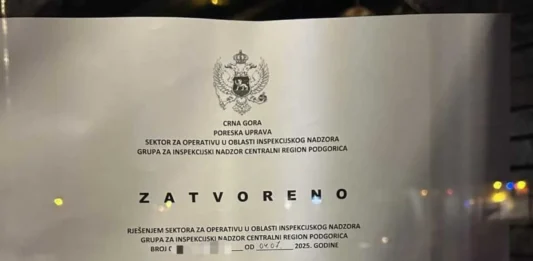 CRNA GORA
PORESKA UPRAVA
SEKTOR ZA OPERATIVU U OBLASTI INSPEKCIJSKOG NADZORA
GRUPA ZA INSPEKCIJSKI NADZOR CENTRALNI REGION PODGORICA
ZATVORENO
RJEŠENJEM SEKTORA ZA OPERATIVU U OBLASTI INSPEKCIJSKOG NADZORA
GRUPA ZA INSPEKCIJSKI NADZOR CENTRALNI REGION PODGORICA
BROJ OD 2025. GODINE